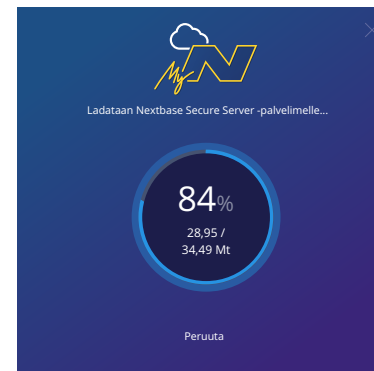 My N
Ladataan Nextbase Secure Server -palvelimelle...
84%
28,95 /
34,49 Mt
Peruuta